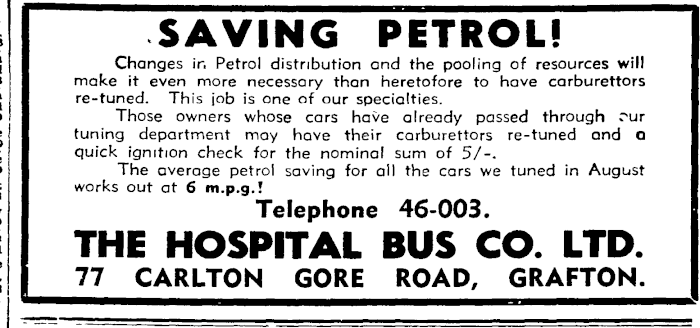 SAVING PETROL!
Changes in Petrol distribution and the pooling of resources will
make it even more necessary than heretofore to have carburettors
re-tuned. This job is one of our specialties.
Those owners whose cars have already passed through our
tuning department may have their carburettors re-tuned and a
quick ignition check for the nominal sum of 5/-.
The average petrol saving for all the cars we tuned in August
works out at 6 m.p.g.!
Telephone 46-003.
THE HOSPITAL BUS CO. LTD.
77 CARLTON GORE ROAD, GRAFTON.